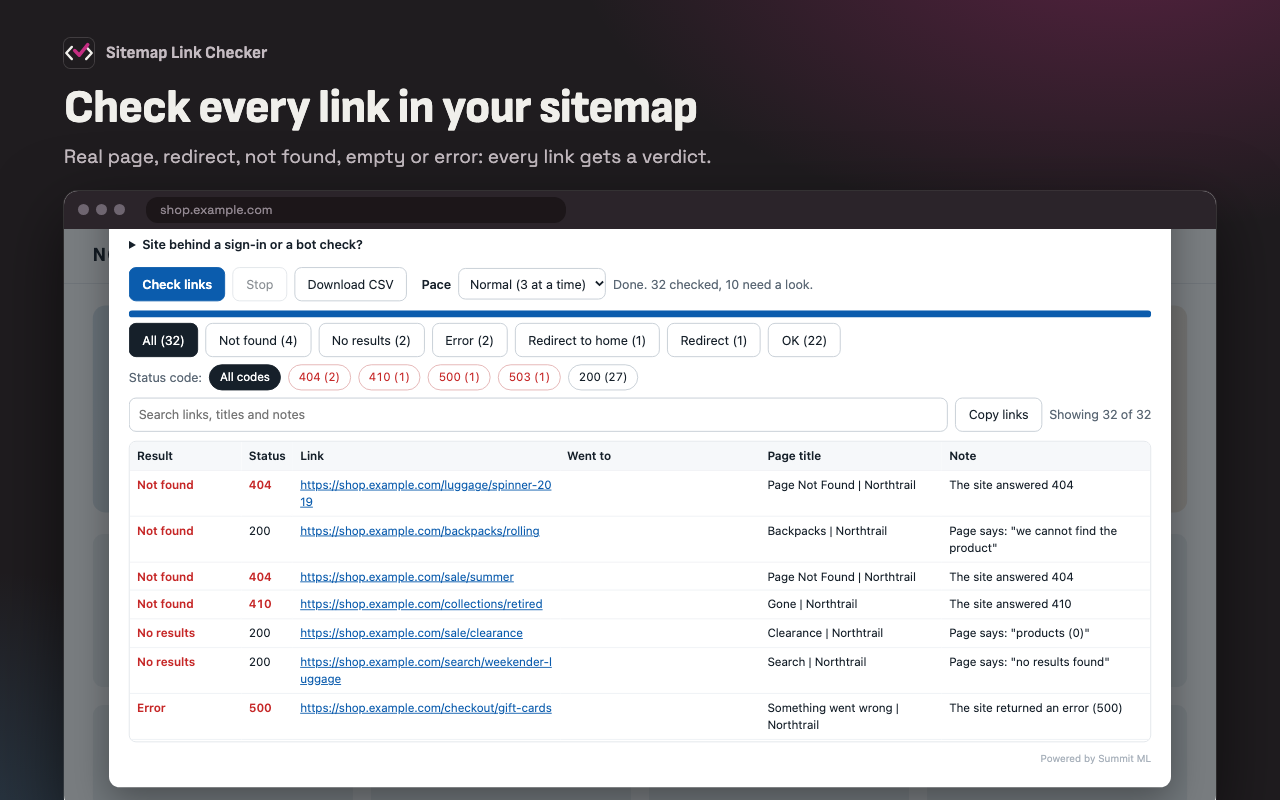 Sitemap Link Checker
Check every link in your sitemap
Real page, redirect, not found, empty or error: every link gets a verdict.
shop.example.com
Site behind a sign-in or a bot check?
Check links Stop Download CSV Pace Normal (3 at a time) Done. 32 checked, 10 need a look.
All (32) Not found (4) No results (2) Error (2) Redirect to home (1) Redirect (1) OK (22)
Status code: All codes 404 (2) 410 (1) 500 (1) 503 (1) 200 (27)
Search links, titles and notes Copy links Showing 32 of 32
Result Status Link Went to Page title Note
Not found 404 https://shop.example.com/luggage/spinner-20 Page Not Found | Northtrail The site answered 404
19
Not found 200 https://shop.example.com/backpacks/rolling Backpacks | Northtrail Page says: "we cannot find the
product"
Not found 404 https://shop.example.com/sale/summer Page Not Found | Northtrail The site answered 404
Not found 410 https://shop.example.com/collections/retired Gone | Northtrail The site answered 410
No results 200 https://shop.example.com/sale/clearance Clearance | Northtrail Page says: "products (0)"
No results 200 https://shop.example.com/search/weekender-l Search | Northtrail Page says: "no results found"
uggage
Error 500 https://shop.example.com/checkout/gift-cards Something went wrong | The site returned an error (500)
Northtrail
Powered by Summit ML